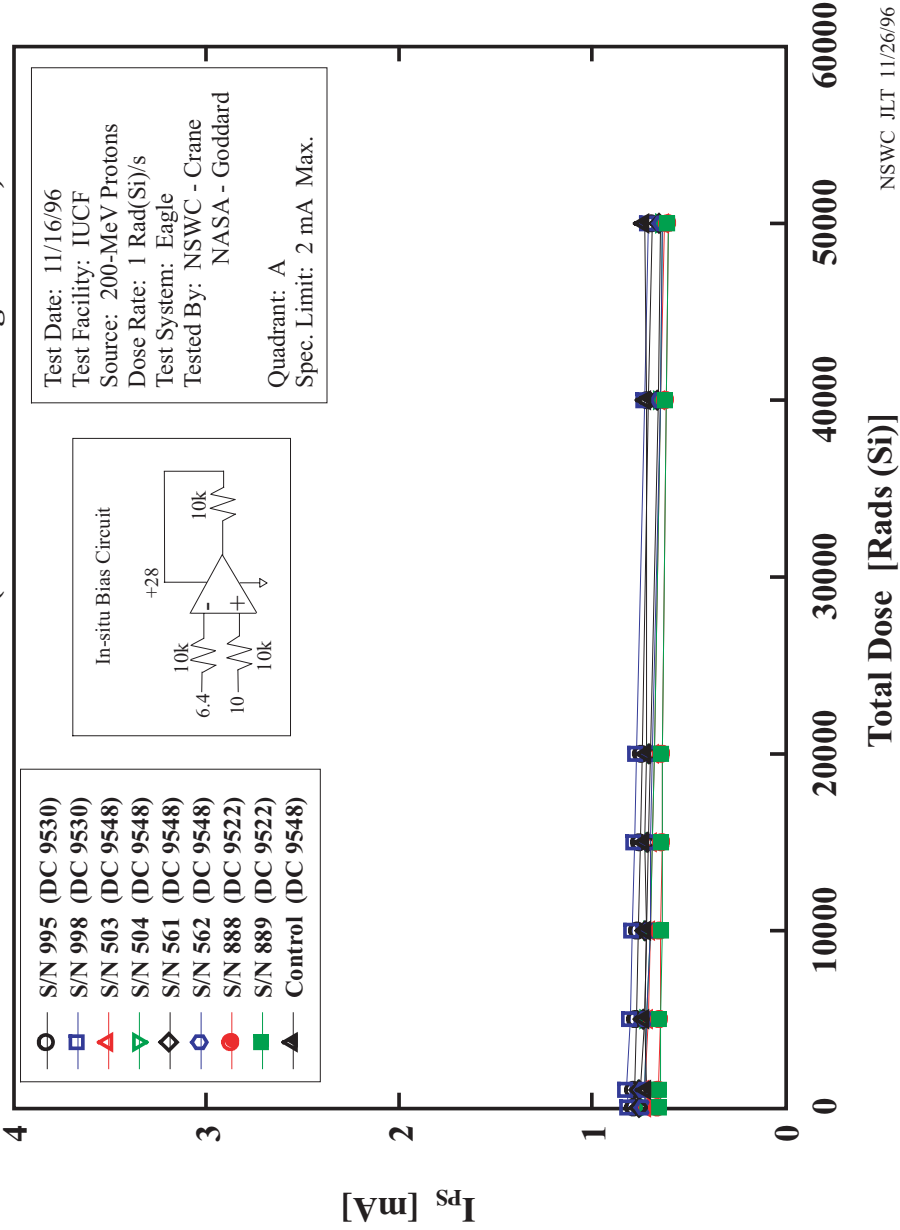 S/N 995 (DC 9530)
S/N 998 (DC 9530)
S/N 503 (DC 9548)
S/N 504 (DC 9548)
S/N 561 (DC 9548)
S/N 562 (DC 9548)
S/N 888 (DC 9522)
S/N 889 (DC 9522)
Control (DC 9548)
In-situ Bias Circuit
+28
10k
6.4
-
10k
10
+
10k
Test Date: 11/16/96
Test Facility: IUCF
Source: 200-MeV Protons
Dose Rate: 1 Rad(Si)/s
Test System: Eagle
Tested By: NSWC - Crane
NASA - Goddard
Quadrant: A
Spec. Limit: 2 mA Max.
4
3
2
1
0
IPS [mA]
0
10000
20000
30000
40000
50000
60000
Total Dose [Rads (Si)]
NSWC JLT 11/26/96